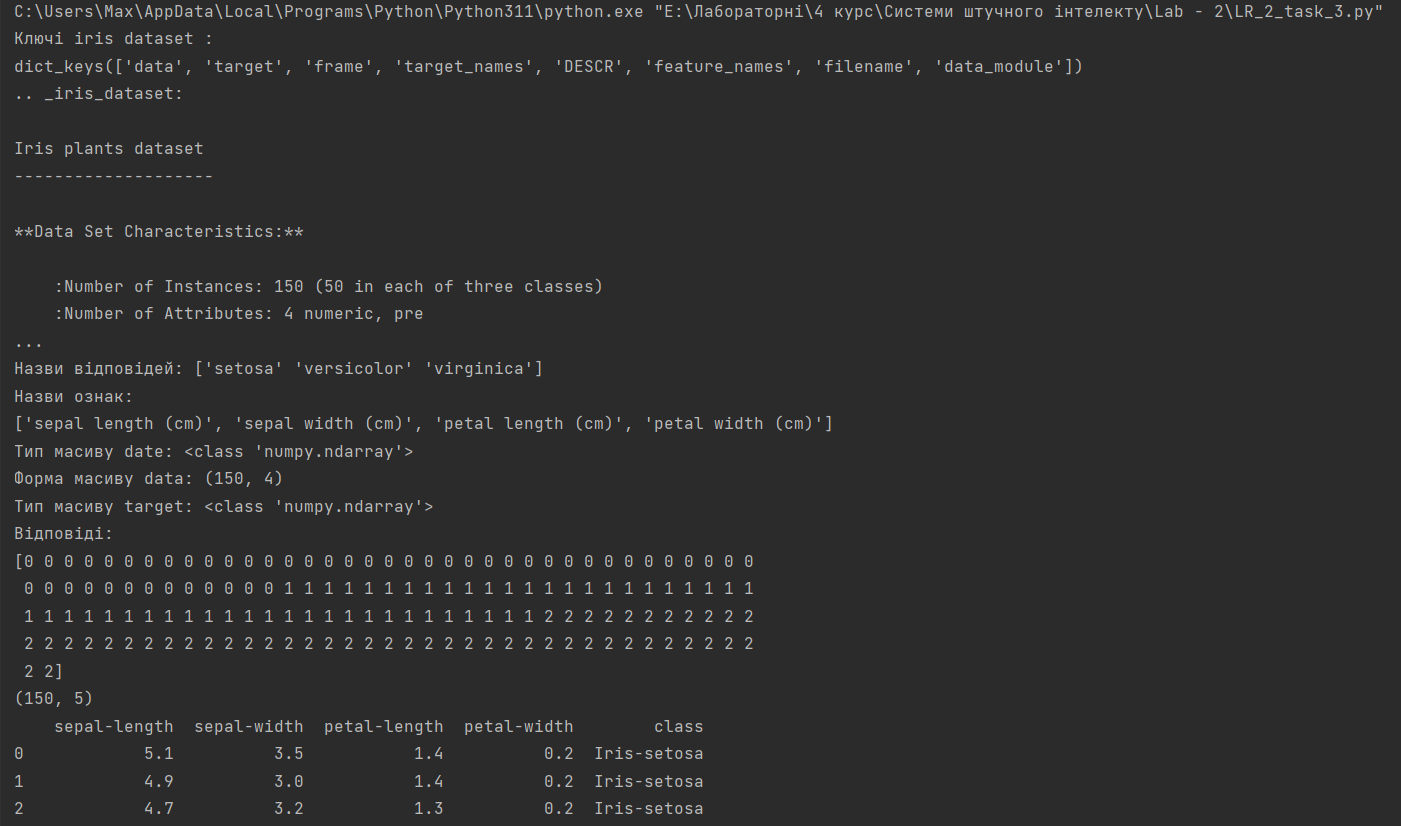 C:\Users\Max\AppData\Local\Programs\Python\Python311\python.exe "E:\Лабораторні\4 курс\Системи штучного інтелекту\Lab - 2\LR_2_task_3.py"
Ключі iris dataset :
dict_keys(['data', 'target', 'frame', 'target_names', 'DESCR', 'feature_names', 'filename', 'data_module'])
.. _iris_dataset:
Iris plants dataset
--------------------
**Data Set Characteristics:**
    :Number of Instances: 150 (50 in each of three classes)
    :Number of Attributes: 4 numeric, pre
...
Назви відповідей: ['setosa' 'versicolor' 'virginica']
Назви ознак:
['sepal length (cm)', 'sepal width (cm)', 'petal length (cm)', 'petal width (cm)']
Тип масиву date: <class 'numpy.ndarray'>
Форма масиву data: (150, 4)
Тип масиву target: <class 'numpy.ndarray'>
Відповіді:
[0 0 0 0 0 0 0 0 0 0 0 0 0 0 0 0 0 0 0 0 0 0 0 0 0 0 0 0 0 0 0 0 0 0 0 0 0
 0 0 0 0 0 0 0 0 0 0 0 0 0 1 1 1 1 1 1 1 1 1 1 1 1 1 1 1 1 1 1 1 1 1 1 1 1
 1 1 1 1 1 1 1 1 1 1 1 1 1 1 1 1 1 1 1 1 1 1 1 1 1 1 2 2 2 2 2 2 2 2 2 2 2
 2 2 2 2 2 2 2 2 2 2 2 2 2 2 2 2 2 2 2 2 2 2 2 2 2 2 2 2 2 2 2 2 2 2 2 2 2
 2 2]
(150, 5)
    sepal-length  sepal-width  petal-length  petal-width        class
0            5.1          3.5           1.4          0.2  Iris-setosa
1            4.9          3.0           1.4          0.2  Iris-setosa
2            4.7          3.2           1.3          0.2  Iris-setosa